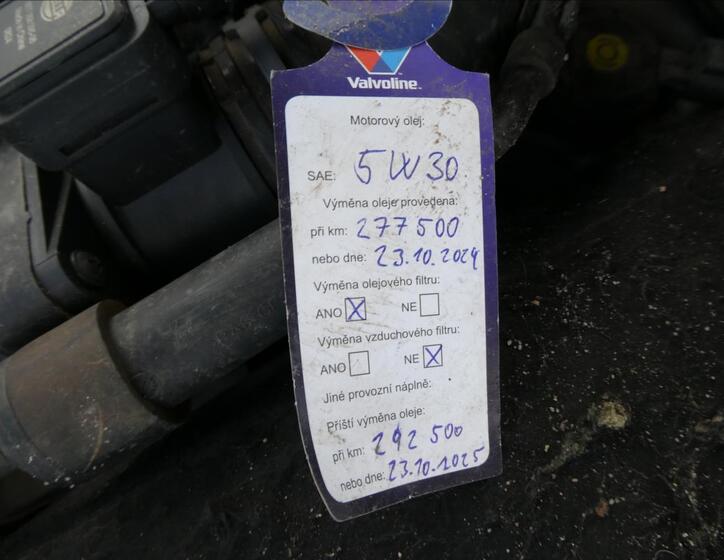 Valvoline™
Motorový olej:
SAE: 5W30
Výměna oleje provedena:
při km: 277 500
nebo dne: 23.10.2024
Výměna olejového filtru:
ANO X NE
Výměna vzduchového filtru:
ANO NE X
Jiné provozní náplně:
Příští výměna oleje:
při km: 292 500
nebo dne: 23.10.2025